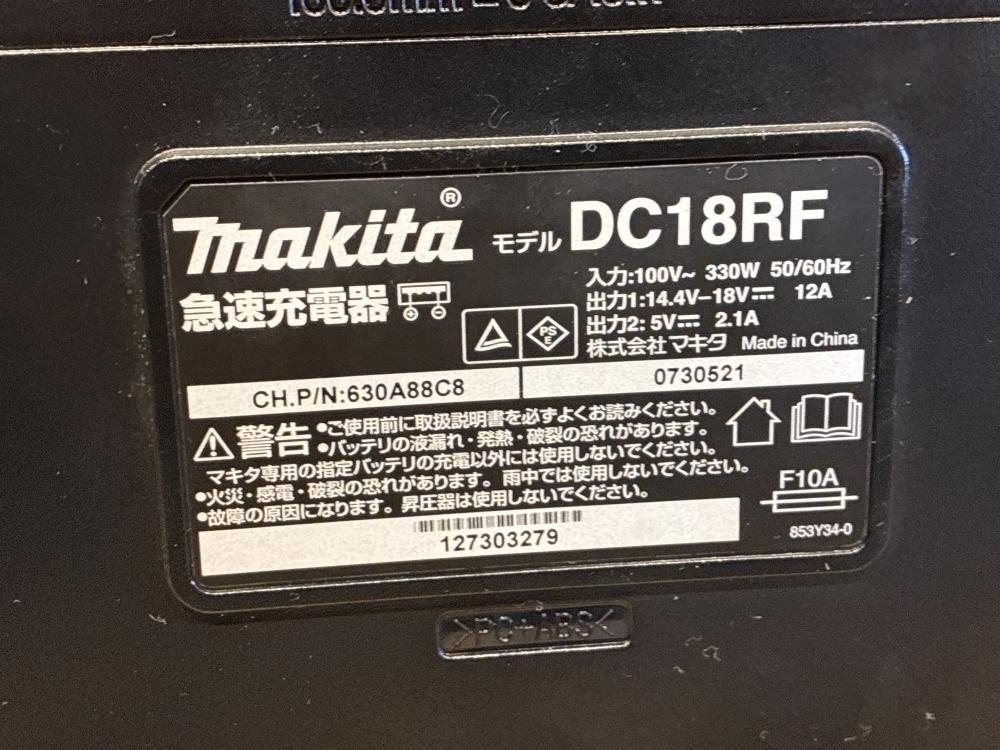 makita® モデル DC18RF
急速充電器
入力:100V~ 330W 50/60Hz
出力1:14.4V-18V⎓ 12A
出力2: 5V⎓ 2.1A
株式会社マキタ Made in China
PS
E
CH.P/N:630A88C8
0730521
警告
•ご使用前に取扱説明書を必ずよくお読みください。
•バッテリの液漏れ・発熱・破裂の恐れがあります。
マキタ専用の指定バッテリの充電以外には使用しないでください。
•火災・感電・破裂の恐れがあります。雨中では使用しないでください。
•故障の原因になります。昇圧器は使用しないでください。
F10A
127303279
853Y34-0
>PC+ABS<